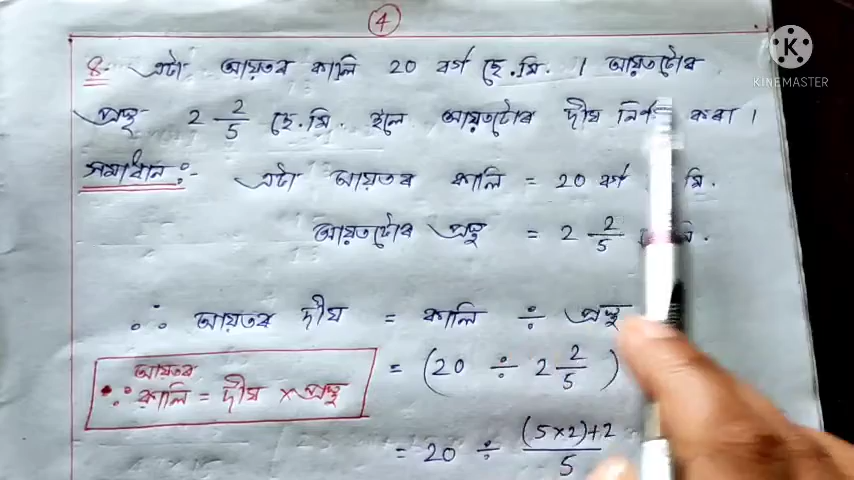 4
৪. এটা আয়তৰ কালি 20 বৰ্গ ছে.মি. । আয়তটোৰ
প্ৰস্থ 2 2/5 ছে.মি. হলে আয়তটোৰ দীঘ কৰা ।
সমাধান :- এটা আয়তৰ কালি = 20 বৰ্গ মি.
আয়তটোৰ প্ৰস্থ = 2 2/5
∴ আয়তৰ দীঘ = কালি ÷ প্ৰস্থ
= (20 ÷ 2 2/5)
∵ আয়তৰ কালি = দীঘ × প্ৰস্থ
= 20 ÷ (5×2)+2/5
KINEMASTER